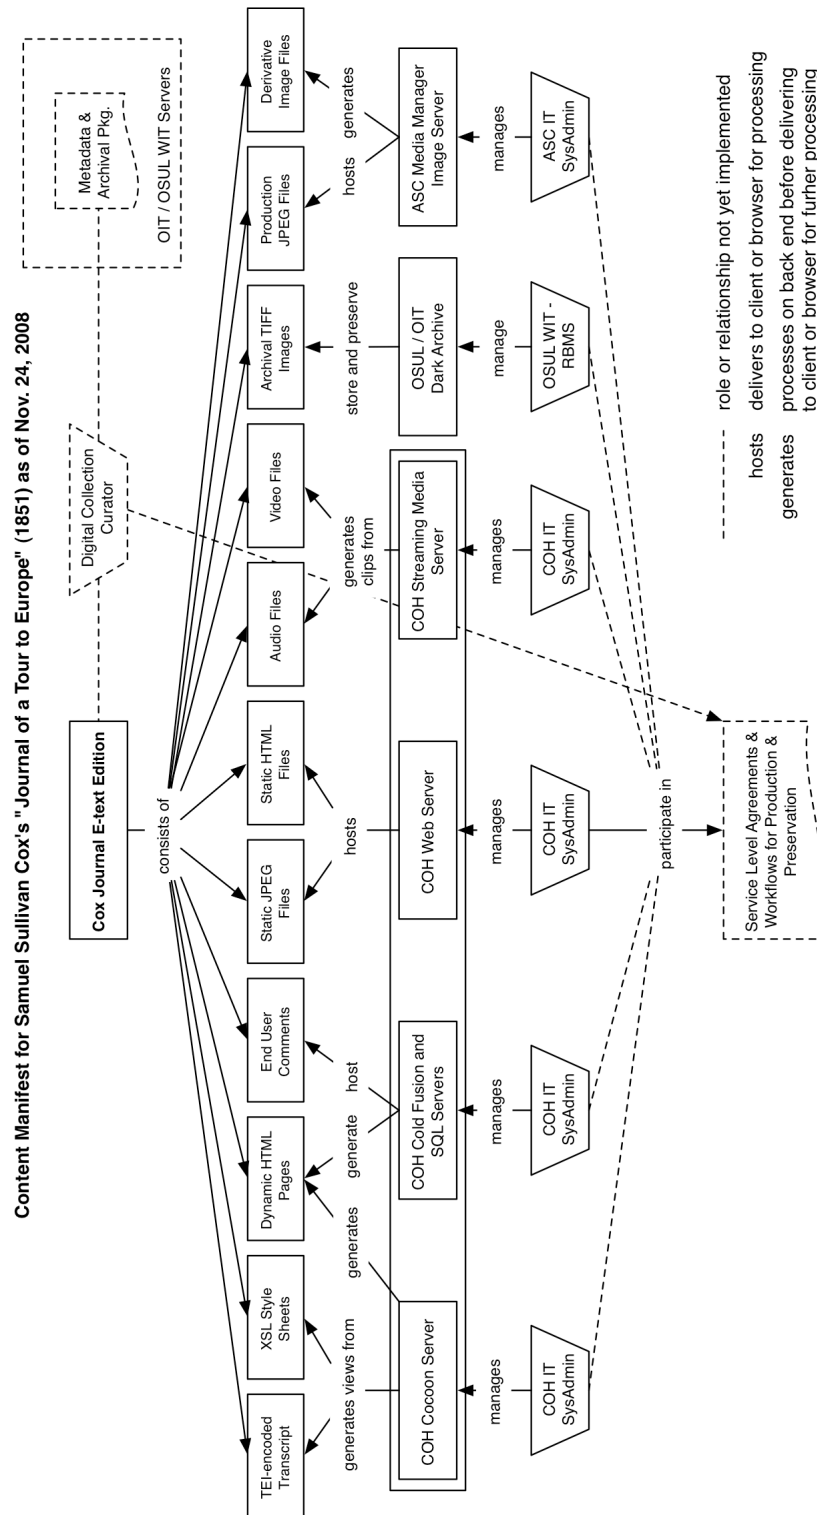 Content Manifest for Samuel Sullivan Cox's "Journal of a Tour to Europe" (1851) as of Nov. 24, 2008
Cox Journal E-text Edition
Digital Collection
Curator
Metadata &
Archival Pkg.
OIT / OSUL WIT Servers
consists of
TEI-encoded
Transcript
XSL Style
Sheets
Dynamic HTML
Pages
End User
Comments
Static JPEG
Files
Static HTML
Files
Audio Files
Video Files
Archival TIFF
Images
Production
JPEG Files
Derivative
Image Files
generates views from
generates
generate
host
hosts
generates
clips from
store and preserve
hosts
generates
COH Cocoon Server
COH Cold Fusion and
SQL Servers
COH Web Server
COH Streaming Media
Server
OSUL / OIT
Dark Archive
ASC Media Manager
Image Server
manages
manages
manages
manages
manage
manages
COH IT
SysAdmin
COH IT
SysAdmin
COH IT
SysAdmin
COH IT
SysAdmin
OSUL WIT -
RBMS
ASC IT
SysAdmin
participate in
Service Level Agreements &
Workflows for Production &
Preservation
role or relationship not yet implemented
hosts delivers to client or browser for processing
generates processes on back end before delivering
to client or browser for furher processing